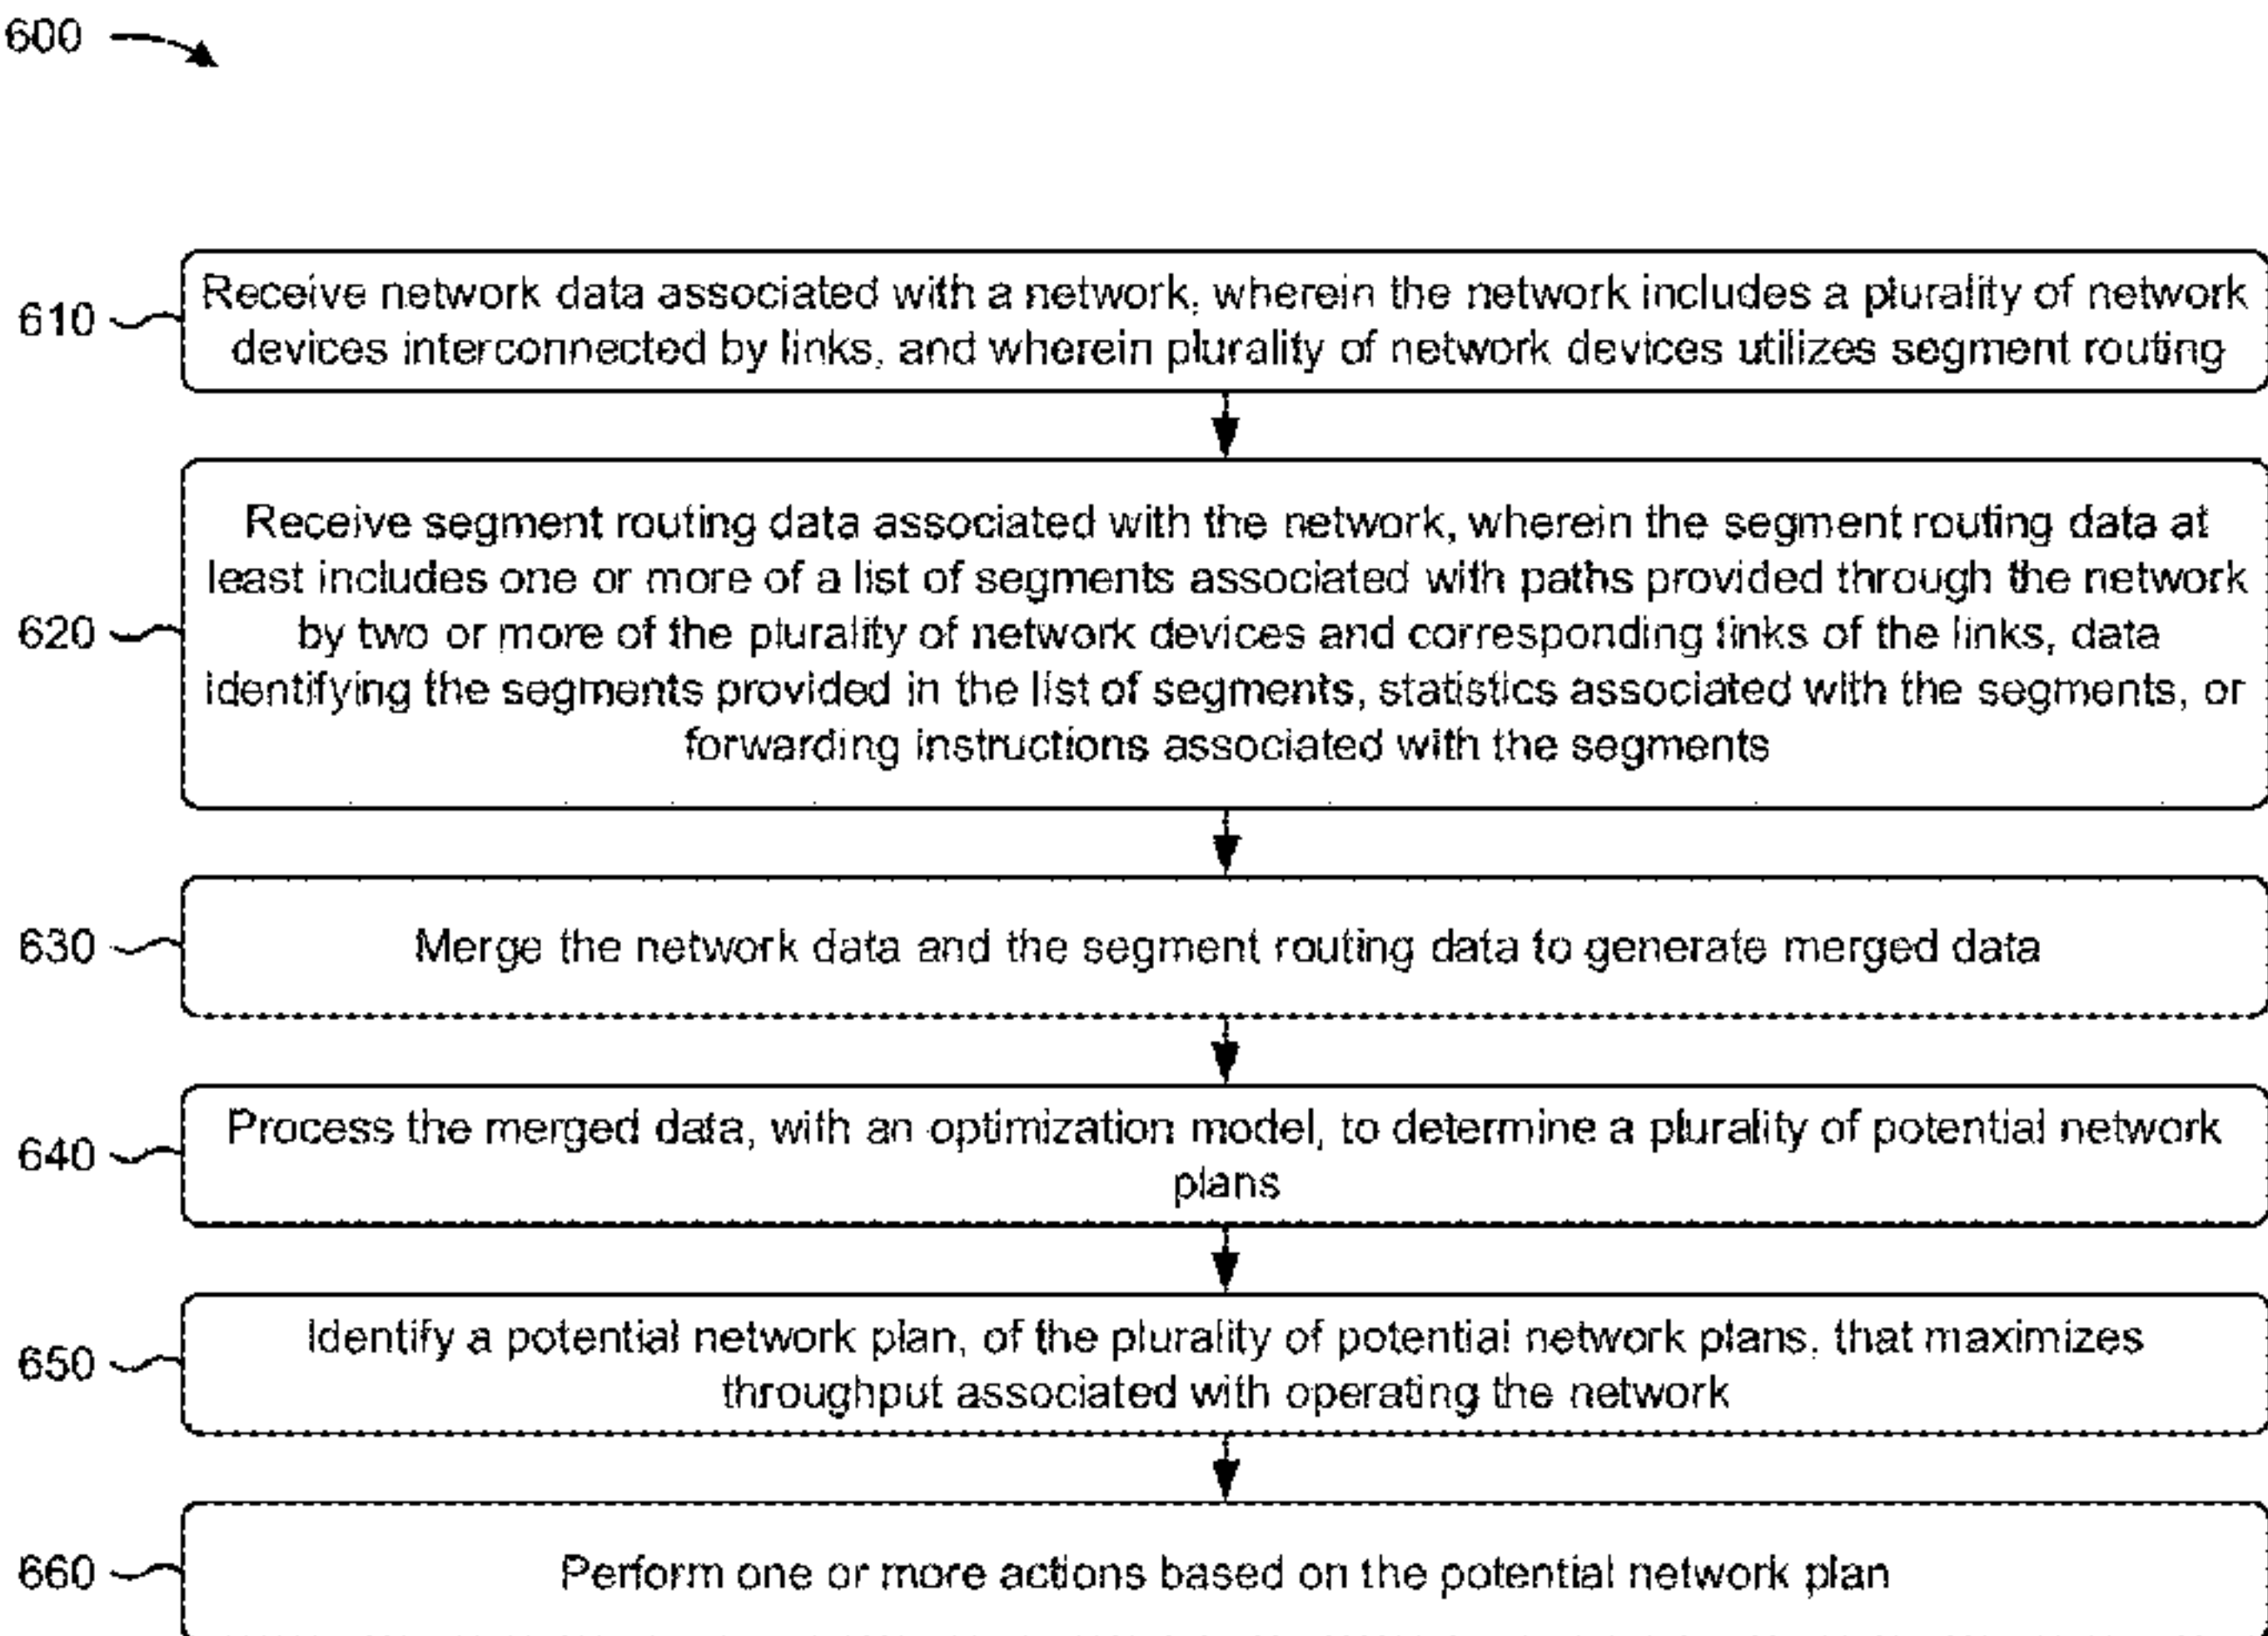 600
610
Receive network data associated with a network, wherein the network includes a plurality of network
devices interconnected by links, and wherein plurality of network devices utilizes segment routing
620
Receive segment routing data associated with the network, wherein the segment routing data at
least includes one or more of a list of segments associated with paths provided through the network
by two or more of the plurality of network devices and corresponding links of the links, data
identifying the segments provided in the list of segments, statistics associated with the segments, or
forwarding instructions associated with the segments
630
Merge the network data and the segment routing data to generate merged data
640
Process the merged data, with an optimization model, to determine a plurality of potential network
plans
650
Identify a potential network plan, of the plurality of potential network plans, that maximizes
throughput associated with operating the network
660
Perform one or more actions based on the potential network plan